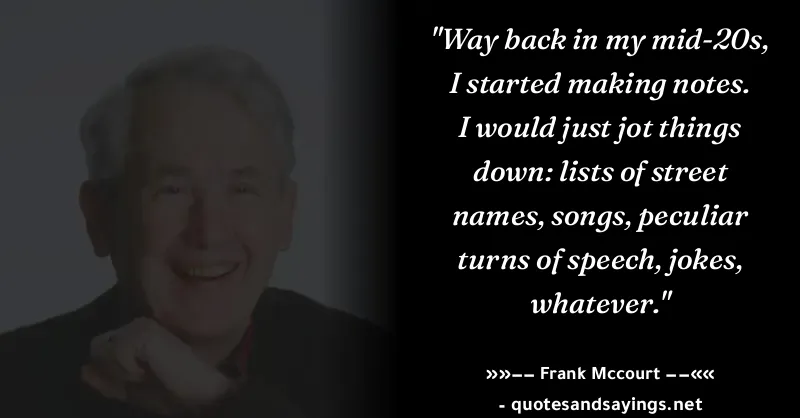 "Way back in my mid-20s,
I started making notes.
I would just jot things
down: lists of street
names, songs, peculiar
turns of speech, jokes,
whatever."
»»−− Frank Mccourt −−««
- quotesandsayings.net